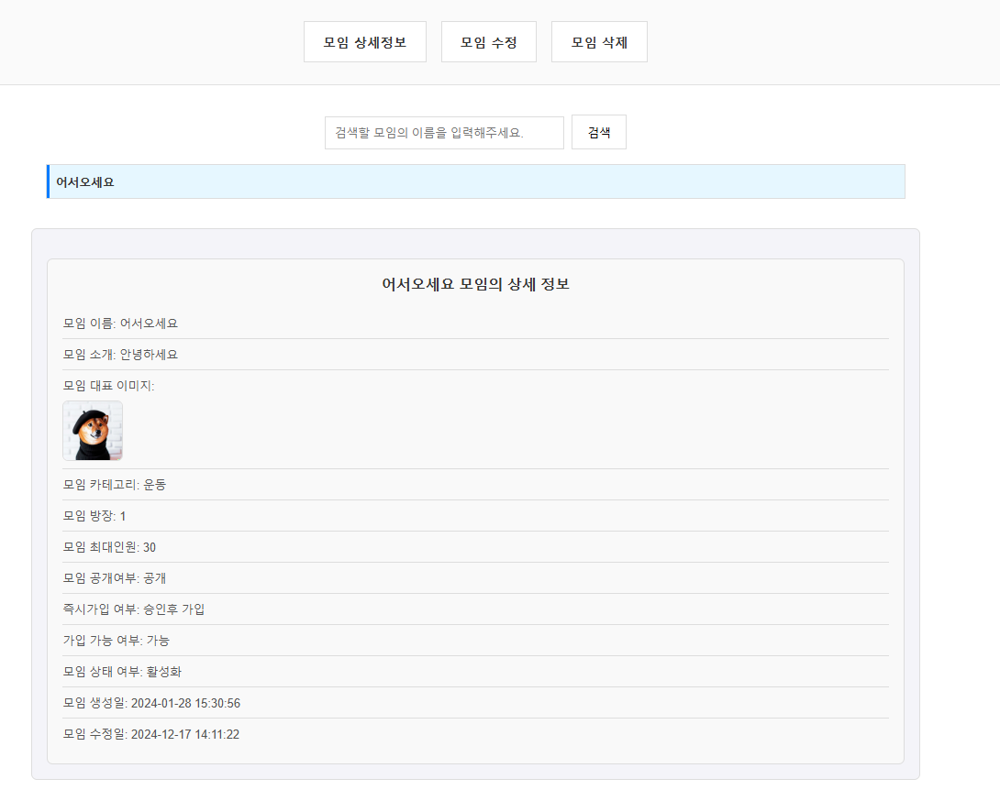 모임 상세정보 모임 수정 모임 삭제
검색할 모임의 이름을 입력해주세요. 검색
어서오세요
어서오세요 모임의 상세 정보
모임 이름: 어서오세요
모임 소개: 안녕하세요
모임 대표 이미지:
모임 카테고리: 운동
모임 방장: 1
모임 최대인원: 30
모임 공개여부: 공개
즉시가입 여부: 승인후 가입
가입 가능 여부: 가능
모임 상태 여부: 활성화
모임 생성일: 2024-01-28 15:30:56
모임 수정일: 2024-12-17 14:11:22